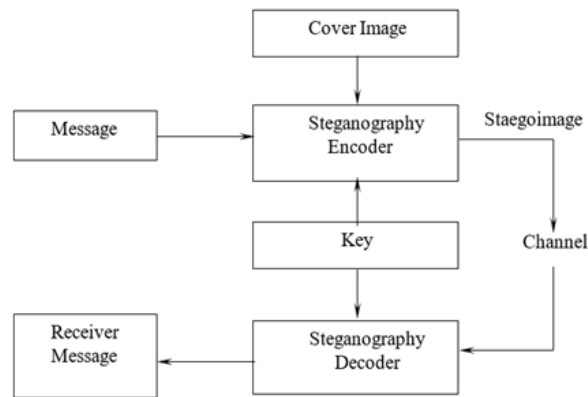 Cover Image
Message
Steganography
Encoder
Staegoimage
Key
Channel
Receiver
Message
Steganography
Decoder